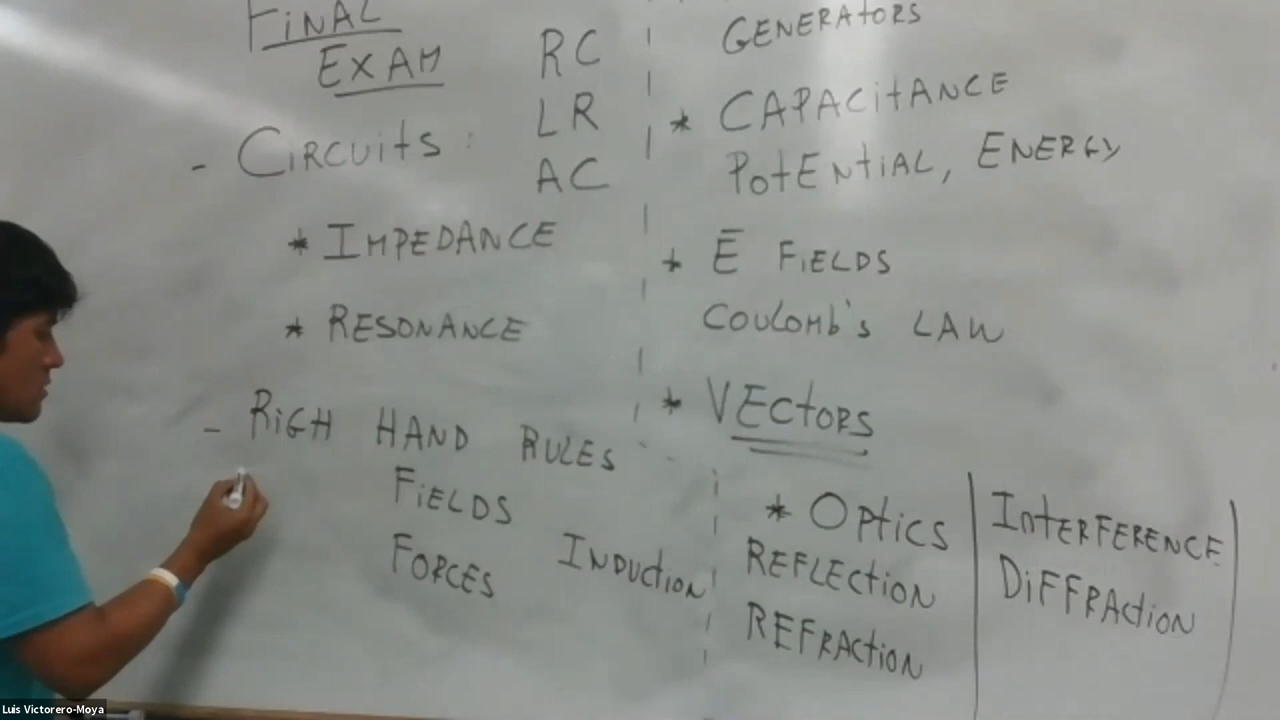 FINAL
EXAM
- CIRCUITS: RC
LR
AC
* IMPEDANCE
* RESONANCE
- RIGH HAND RULES
FIELDS
FORCES INDUCTION
GENERATORS
* CAPACITANCE
POTENTIAL, ENERGY
* E FIELDS
COULOMB'S LAW
* VECTORS
* OPTICS
REFLECTION
REFRACTION
INTERFERENCE
DIFFRACTION
Luis Victorero-Moya